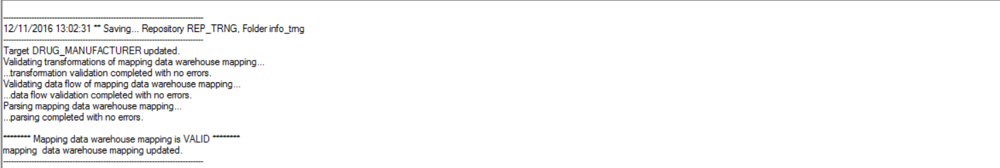 --------------------------------------------------------------------------------
12/11/2016 13:02:31 ** Saving... Repository REP_TRNG, Folder info_trng
--------------------------------------------------------------------------------
Target DRUG_MANUFACTURER updated.
Validating transformations of mapping data warehouse mapping...
...transformation validation completed with no errors.
Validating data flow of mapping data warehouse mapping...
...data flow validation completed with no errors.
Parsing mapping data warehouse mapping...
...parsing completed with no errors.
******** Mapping data warehouse mapping is VALID ********
mapping  data warehouse mapping updated.
--------------------------------------------------------------------------------